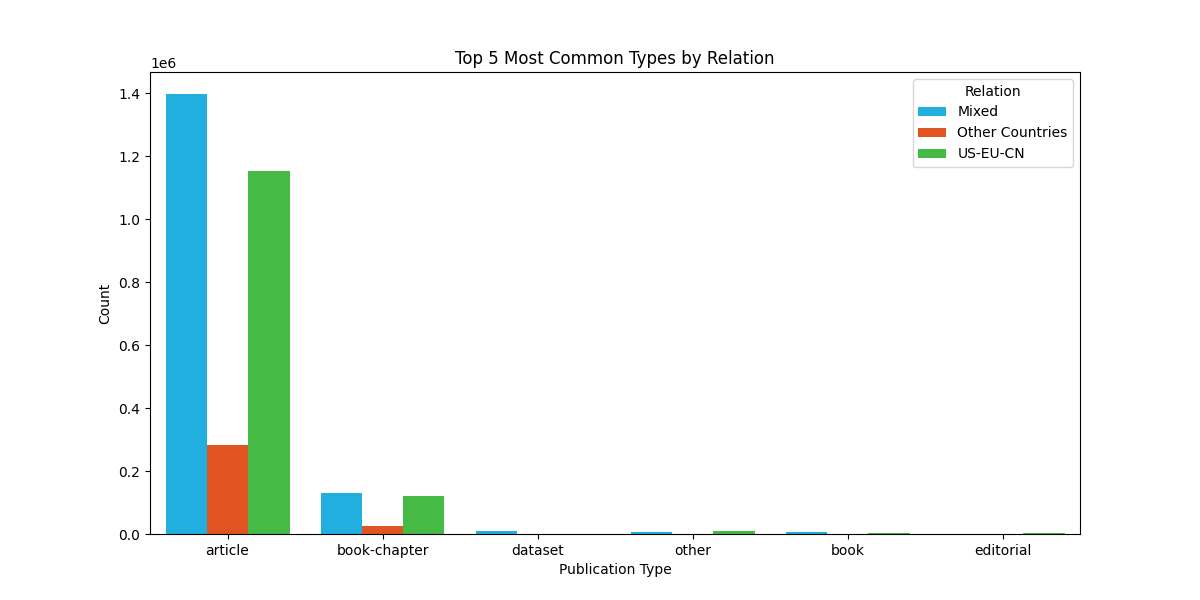 Top 5 Most Common Types by Relation
1e6
1.4
1.2
1.0
0.8
0.6
0.4
0.2
0.0
Count
Relation
Mixed
Other Countries
US-EU-CN
article book-chapter dataset other book editorial
Publication Type